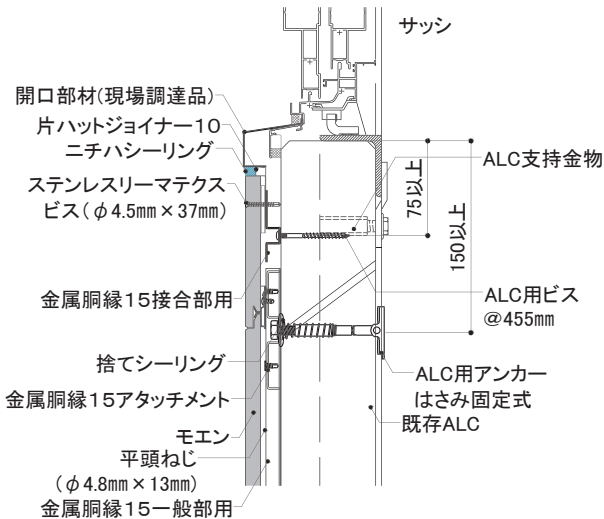 サッシ
開口部材(現場調達品)
片ハットジョイナー10
ニチハシーリング
ステンレスリーマテクス
ビス(φ4.5mm×37mm)
金属胴縁15接合部用
捨てシーリング
金属胴縁15アタッチメント
モエン
平頭ねじ
(φ4.8mm×13mm)
金属胴縁15一般部用
75以上
150以上
ALC支持金物
ALC用ビス
@455mm
ALC用アンカー
はさみ固定式
既存ALC